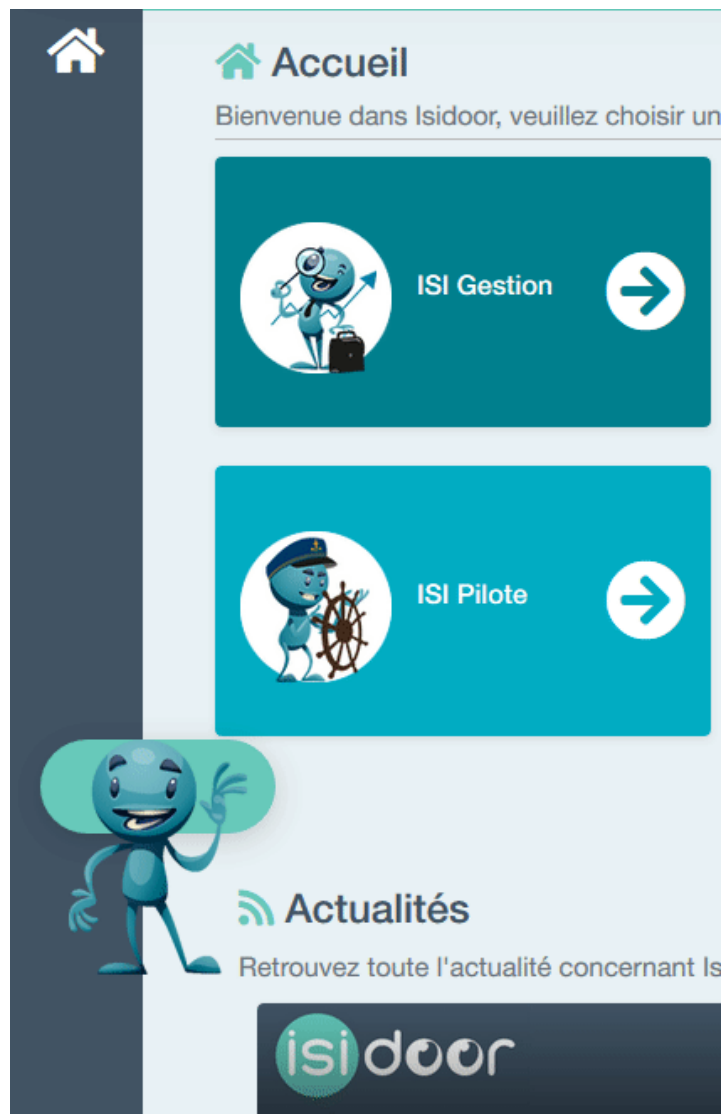 Accueil
Bienvenue dans Isidoor, veuillez choisir un
ISI Gestion
ISI Pilote
Actualités
Retrouvez toute l'actualité concernant Is
isidoor